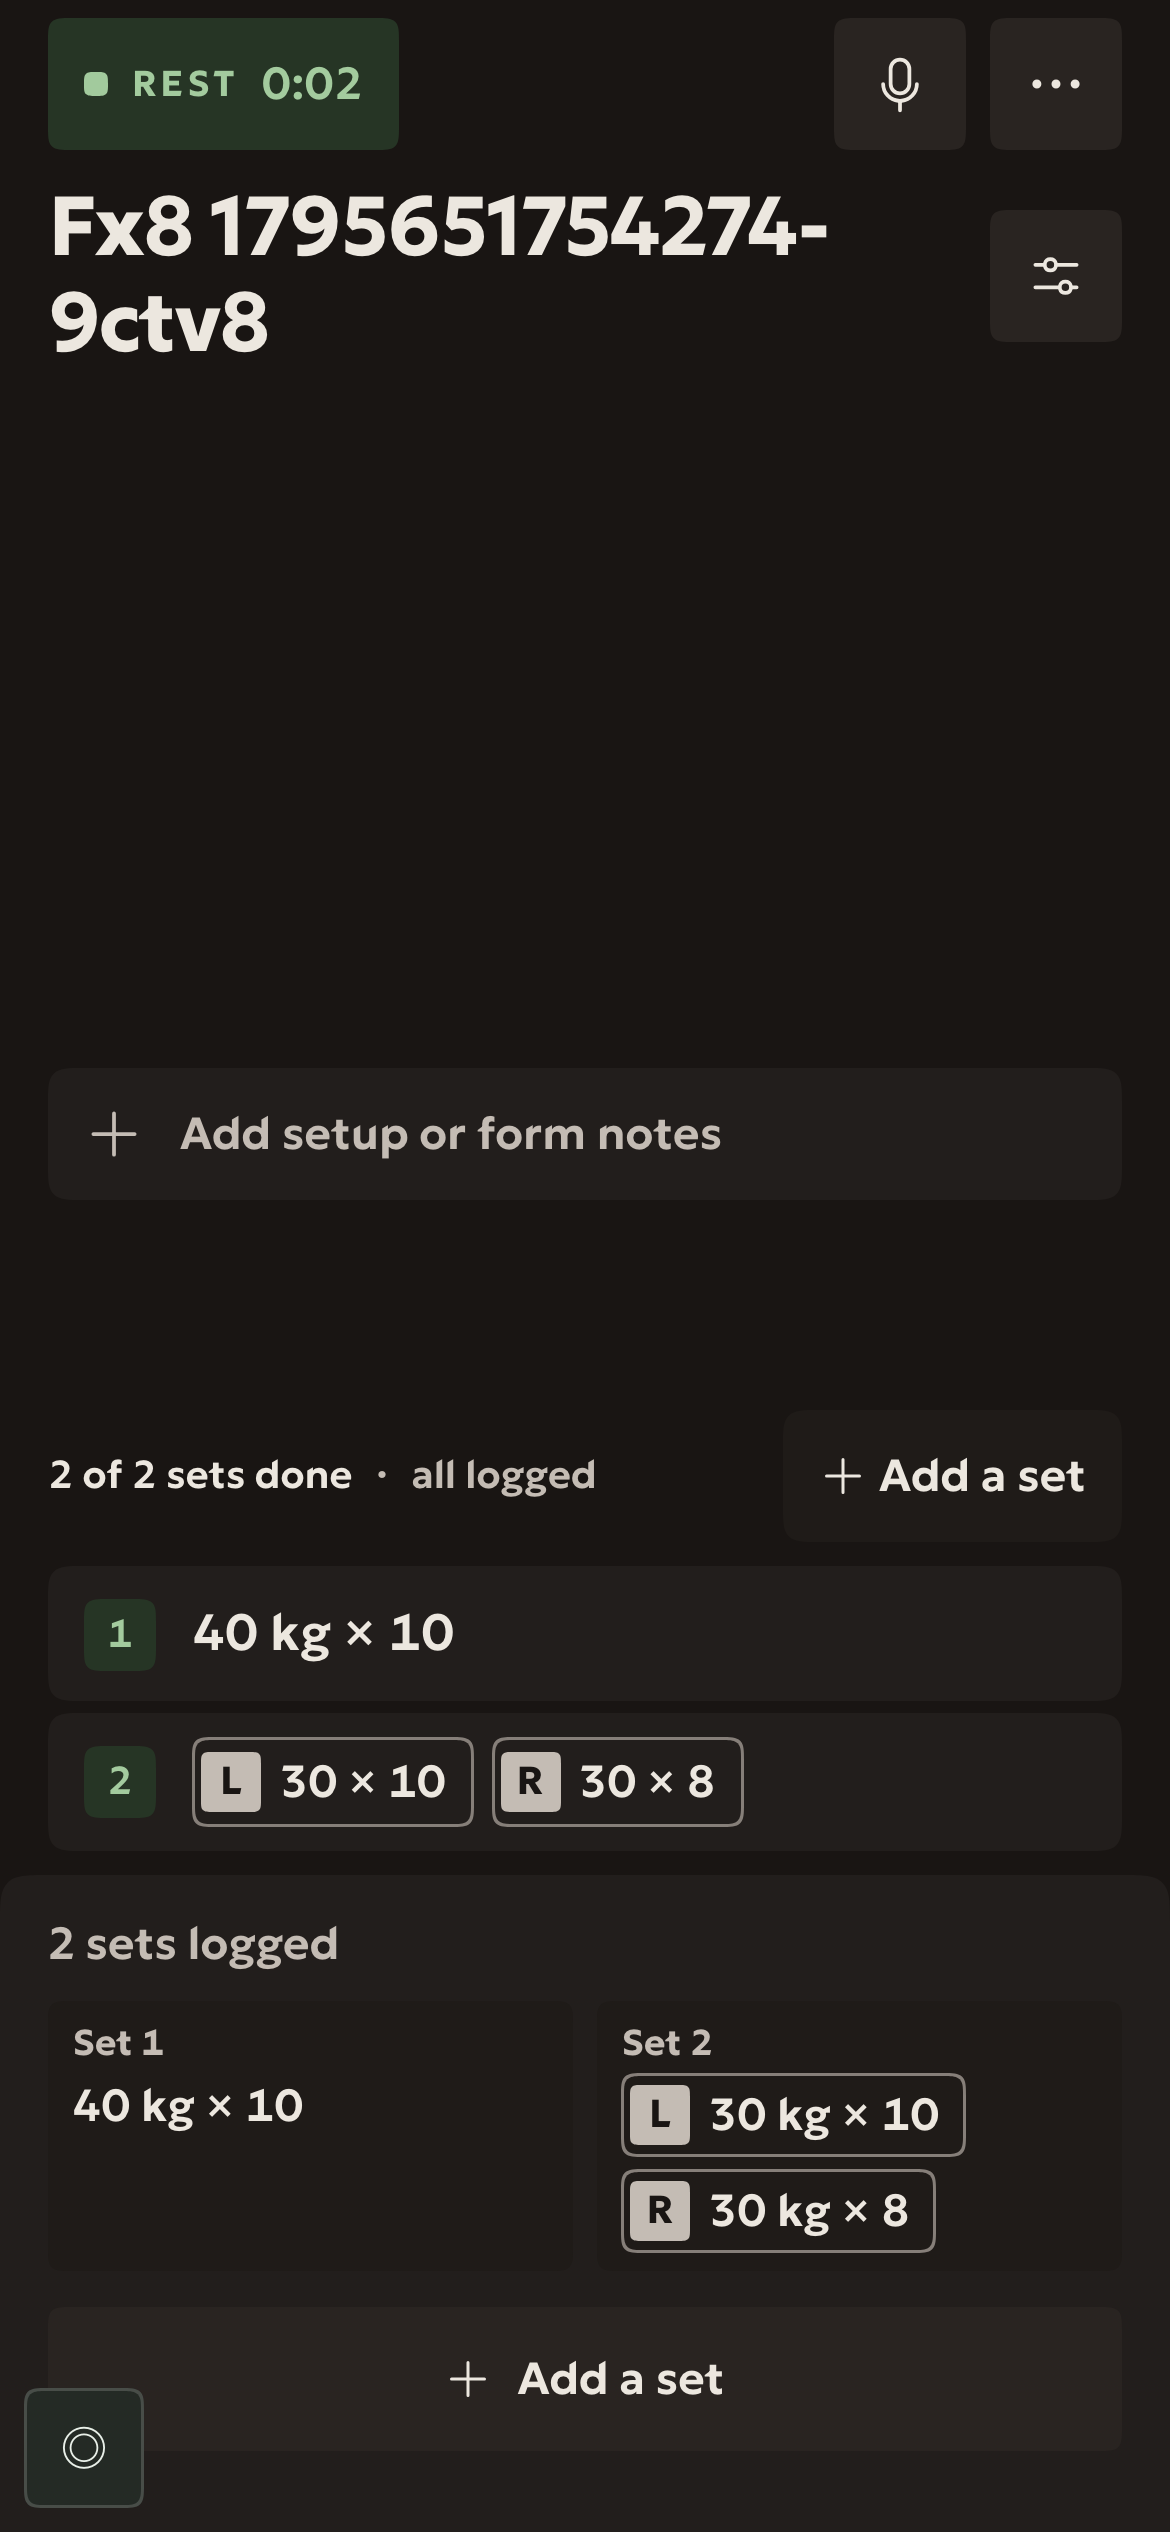 REST 0:02
Fx8 1795651754274-
9ctv8
Add setup or form notes
2 of 2 sets done · all logged
+ Add a set
1 40 kg × 10
2 L 30 × 10 R 30 × 8
2 sets logged
Set 1
40 kg × 10
Set 2
L 30 kg × 10
R 30 kg × 8
+ Add a set